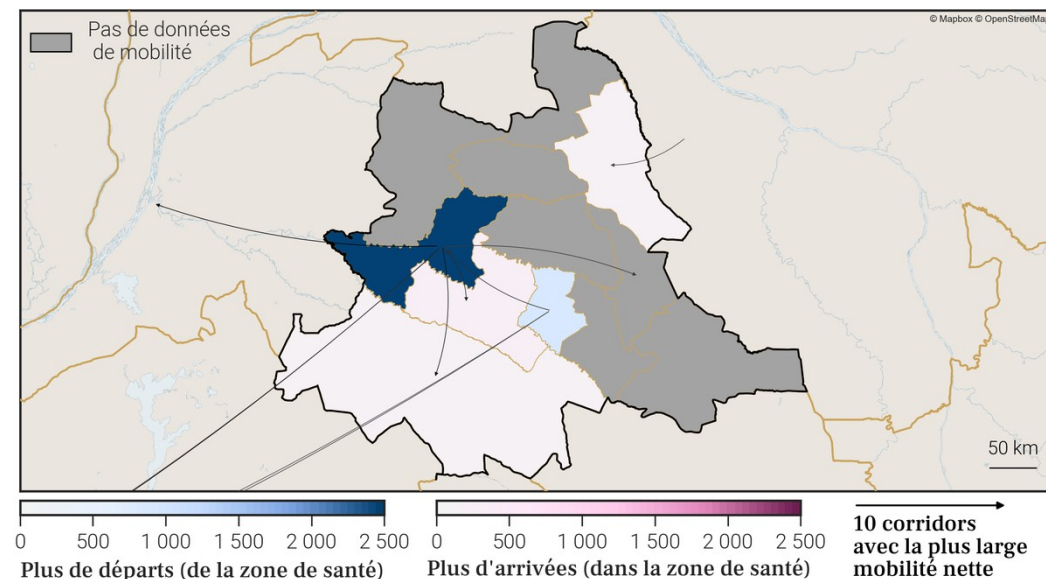 © Mapbox © OpenStreetMap
Pas de données
de mobilité
50 km
0 500 1 000 1 500 2 000 2 500
Plus de départs (de la zone de santé)
0 500 1 000 1 500 2 000 2 500
Plus d'arrivées (dans la zone de santé)
10 corridors
avec la plus large
mobilité nette